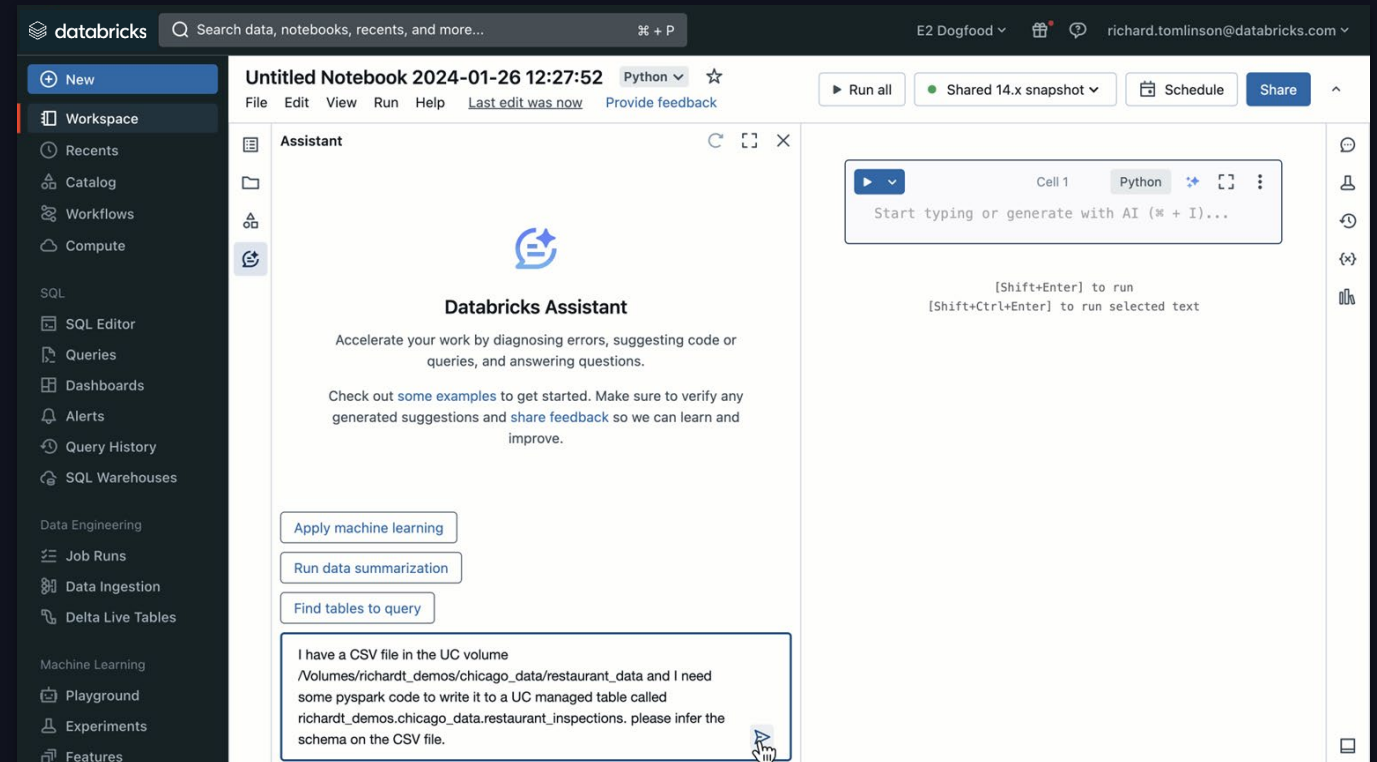 databricks
Search data, notebooks, recents, and more...
⌘ + P
E2 Dogfood
richard.tomlinson@databricks.com
New
Workspace
Recents
Catalog
Workflows
Compute
SQL
SQL Editor
Queries
Dashboards
Alerts
Query History
SQL Warehouses
Data Engineering
Job Runs
Data Ingestion
Delta Live Tables
Machine Learning
Playground
Experiments
Features
Untitled Notebook 2024-01-26 12:27:52
Python
File Edit View Run Help Last edit was now Provide feedback
Run all
Shared 14.x snapshot
Schedule
Share
Assistant
Databricks Assistant
Accelerate your work by diagnosing errors, suggesting code or
queries, and answering questions.
Check out some examples to get started. Make sure to verify any
generated suggestions and share feedback so we can learn and
improve.
Apply machine learning
Run data summarization
Find tables to query
I have a CSV file in the UC volume
/Volumes/richardt_demos/chicago_data/restaurant_data and I need
some pyspark code to write it to a UC managed table called
richardt_demos.chicago_data.restaurant_inspections. please infer the
schema on the CSV file.
Cell 1
Python
Start typing or generate with AI (⌘ + I)...
[Shift+Enter] to run
[Shift+Ctrl+Enter] to run selected text